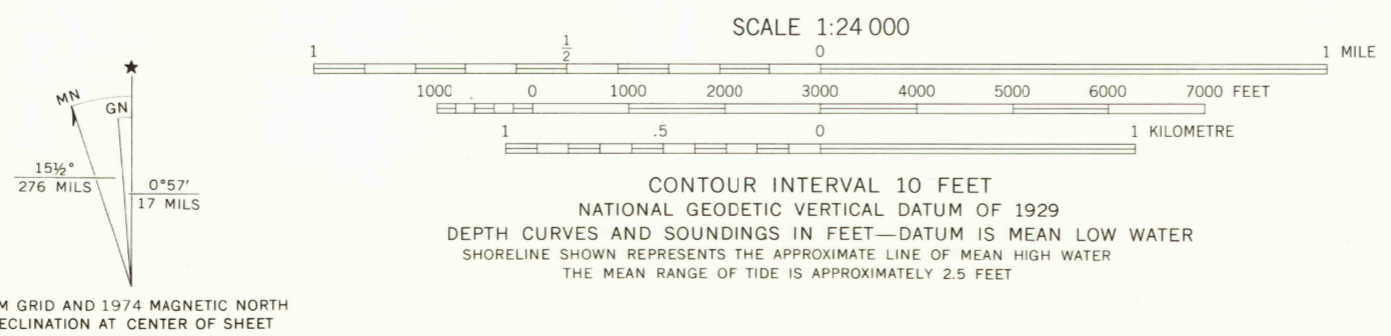 SCALE 1:24 000
1 1/2 0 1 MILE
1000 0 1000 2000 3000 4000 5000 6000 7000 FEET
1 .5 0 1 KILOMETRE
CONTOUR INTERVAL 10 FEET
NATIONAL GEODETIC VERTICAL DATUM OF 1929
DEPTH CURVES AND SOUNDINGS IN FEET—DATUM IS MEAN LOW WATER
SHORELINE SHOWN REPRESENTS THE APPROXIMATE LINE OF MEAN HIGH WATER
THE MEAN RANGE OF TIDE IS APPROXIMATELY 2.5 FEET
★
MN
GN
15½°
276 MILS
0°57′
17 MILS
M GRID AND 1974 MAGNETIC NORTH
ECLINATION AT CENTER OF SHEET